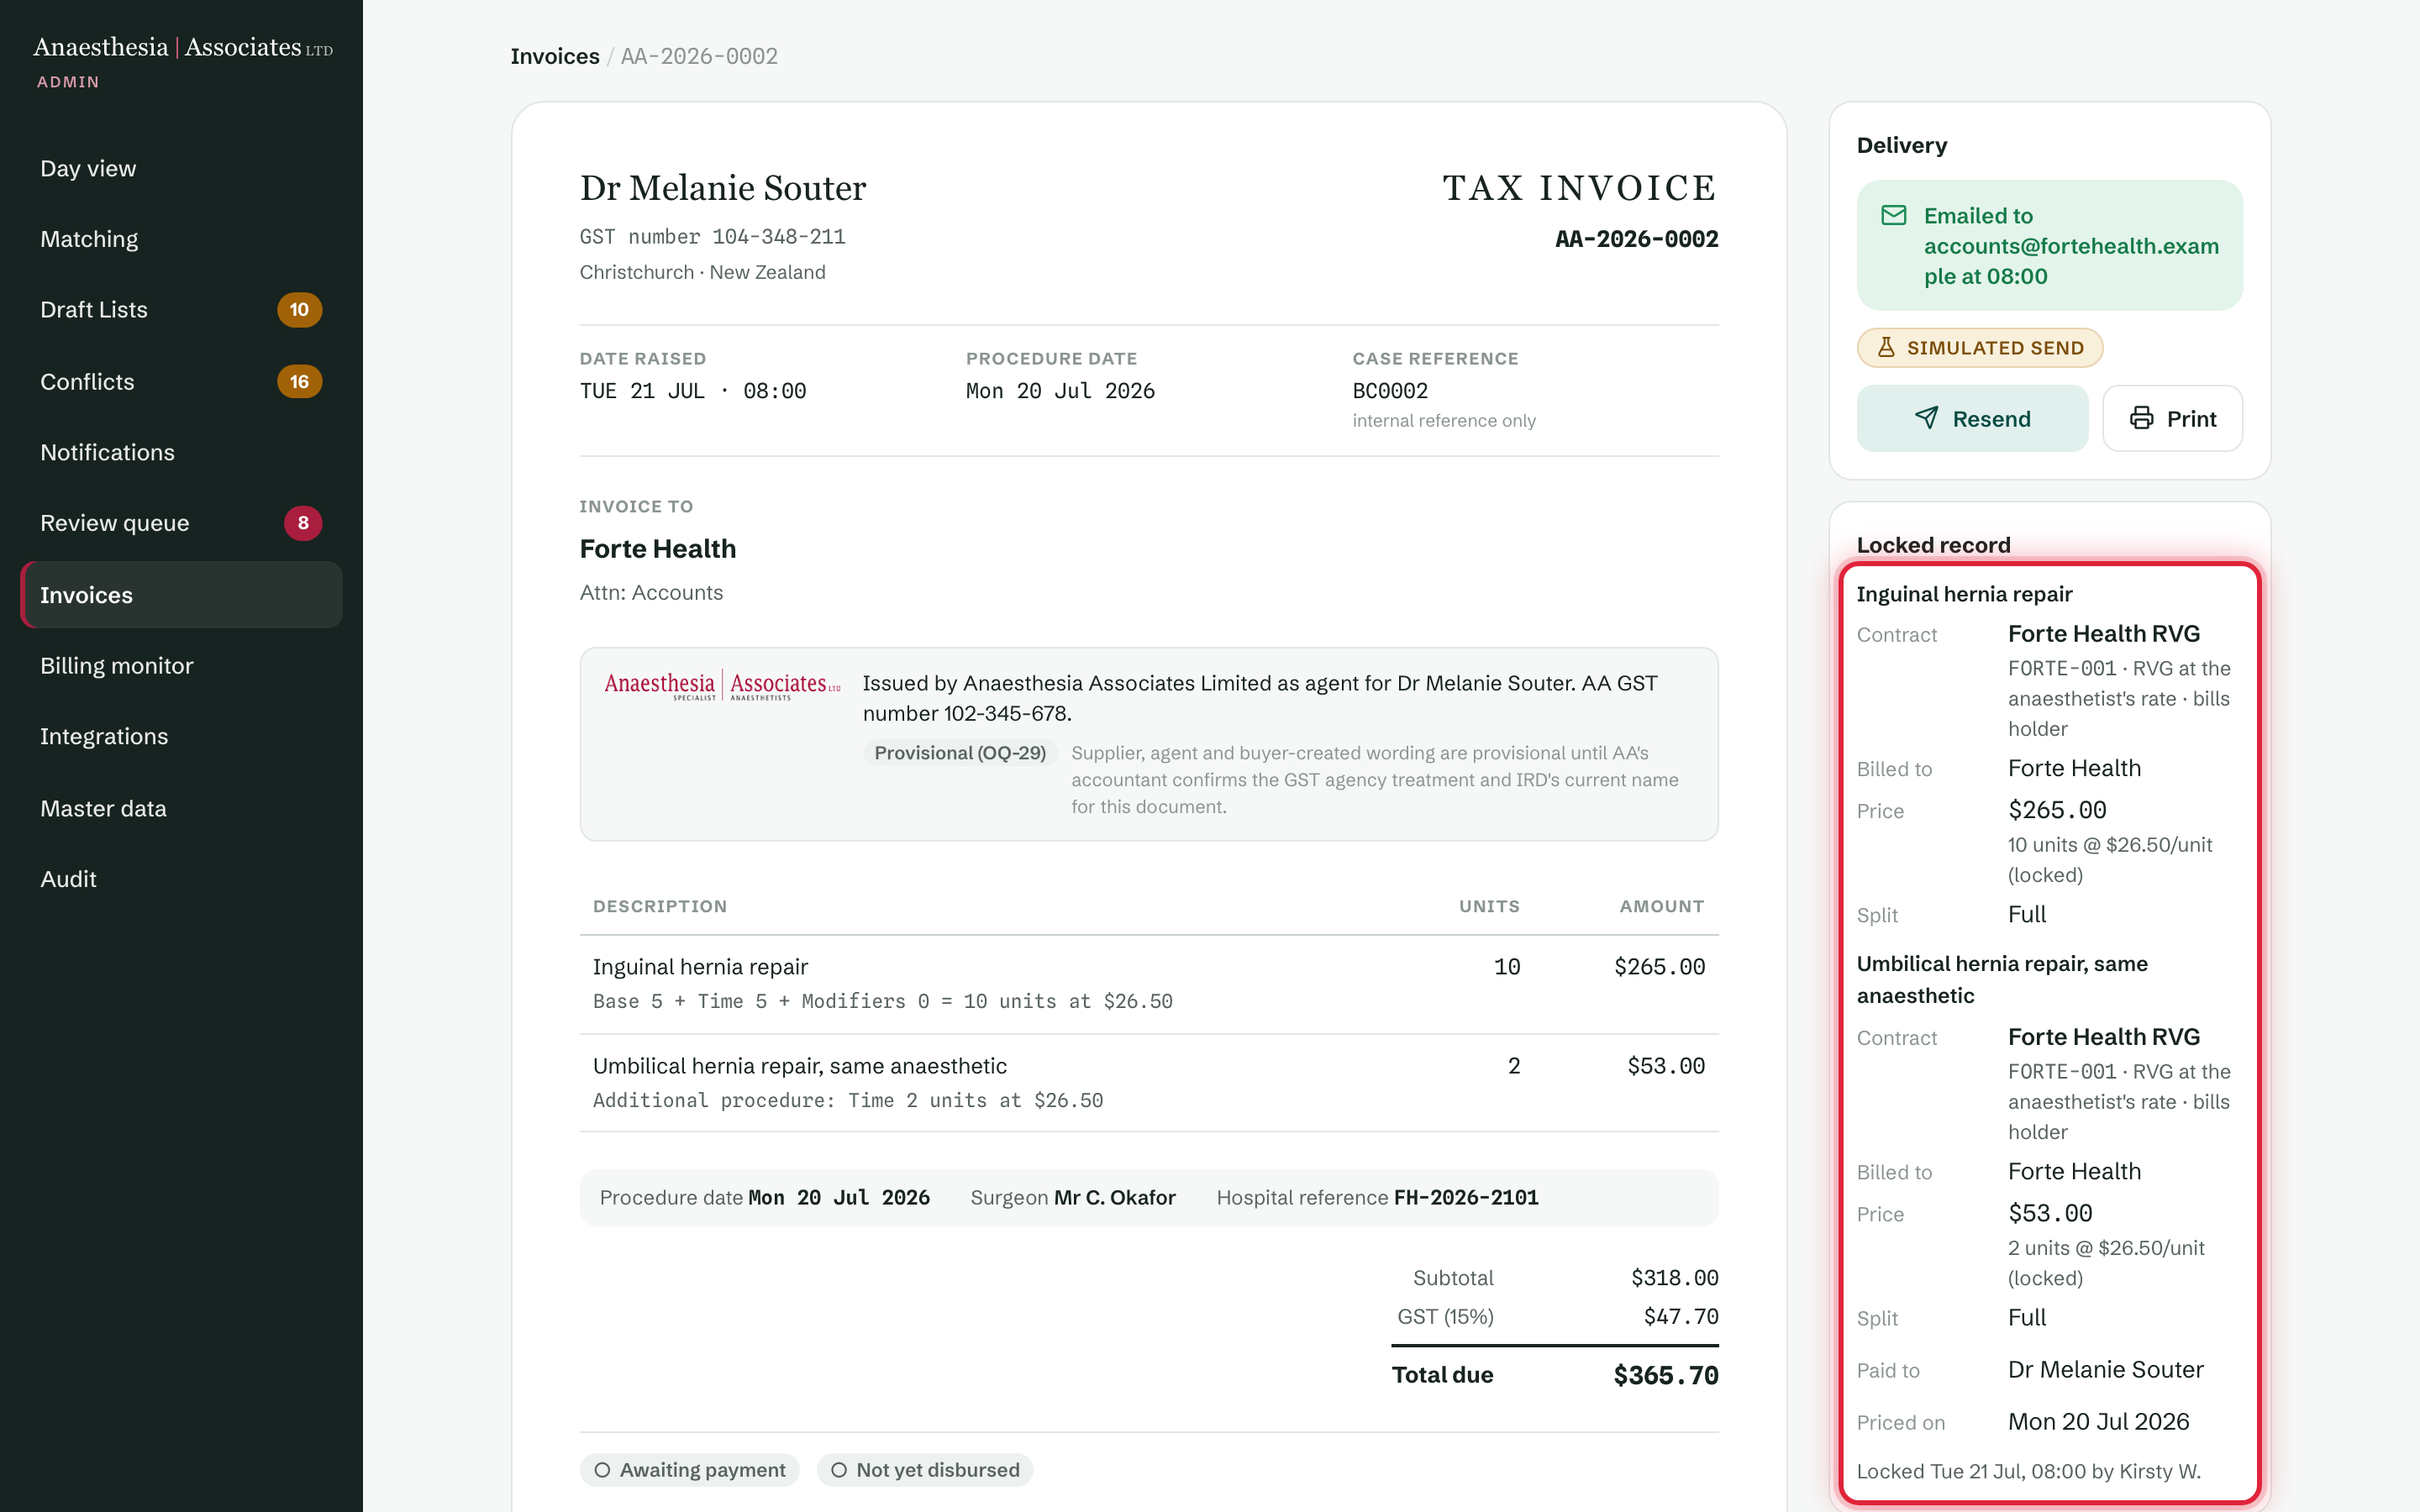 Anaesthesia | Associates LTD
ADMIN
Day view
Matching
Draft Lists 10
Conflicts 16
Notifications
Review queue 8
Invoices
Billing monitor
Integrations
Master data
Audit
Invoices / AA-2026-0002
Dr Melanie Souter
TAX INVOICE
GST number 104-348-211
AA-2026-0002
Christchurch · New Zealand
DATE RAISED
TUE 21 JUL · 08:00
PROCEDURE DATE
Mon 20 Jul 2026
CASE REFERENCE
BC0002
internal reference only
INVOICE TO
Forte Health
Attn: Accounts
Anaesthesia | Associates LTD
SPECIALIST ANAESTHETISTS
Issued by Anaesthesia Associates Limited as agent for Dr Melanie Souter. AA GST
number 102-345-678.
Provisional (OQ-29)
Supplier, agent and buyer-created wording are provisional until AA's
accountant confirms the GST agency treatment and IRD's current name
for this document.
DESCRIPTION UNITS AMOUNT
Inguinal hernia repair 10 $265.00
Base 5 + Time 5 + Modifiers 0 = 10 units at $26.50
Umbilical hernia repair, same anaesthetic 2 $53.00
Additional procedure: Time 2 units at $26.50
Procedure date Mon 20 Jul 2026 Surgeon Mr C. Okafor Hospital reference FH-2026-2101
Subtotal $318.00
GST (15%) $47.70
Total due $365.70
Awaiting payment
Not yet disbursed
Delivery
Emailed to
accounts@fortehealth.exam
ple at 08:00
SIMULATED SEND
Resend
Print
Locked record
Inguinal hernia repair
Contract Forte Health RVG
FORTE-001 · RVG at the
anaesthetist's rate · bills
holder
Billed to Forte Health
Price $265.00
10 units @ $26.50/unit
(locked)
Split Full
Umbilical hernia repair, same
anaesthetic
Contract Forte Health RVG
FORTE-001 · RVG at the
anaesthetist's rate · bills
holder
Billed to Forte Health
Price $53.00
2 units @ $26.50/unit
(locked)
Split Full
Paid to Dr Melanie Souter
Priced on Mon 20 Jul 2026
Locked Tue 21 Jul, 08:00 by Kirsty W.